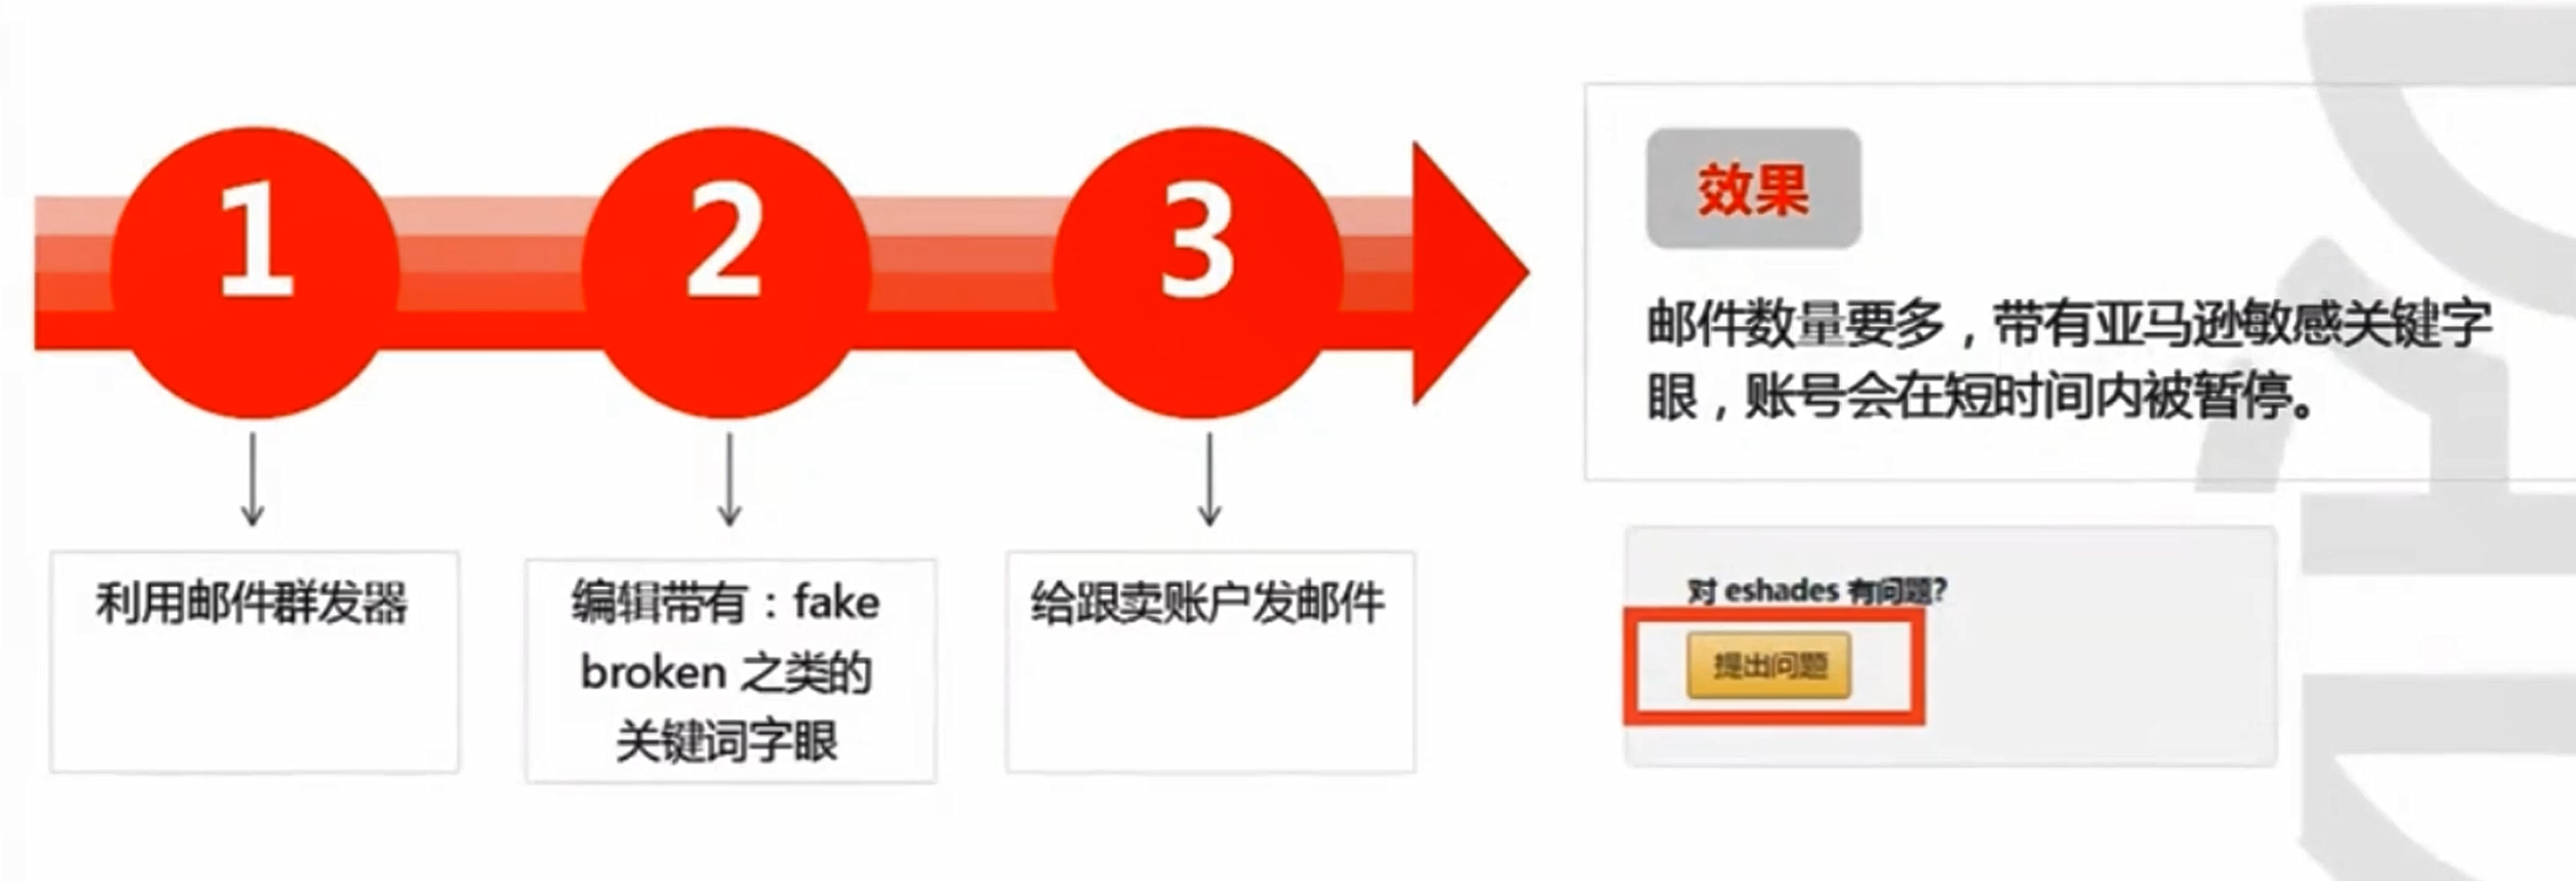 1
2
3
利用邮件群发器
编辑带有：fake
broken 之类的
关键词字眼
给跟卖账户发邮件
效果
邮件数量要多，带有亚马逊敏感关键字
眼，账号会在短时间内被暂停。
对 eshades 有问题?
提出问题